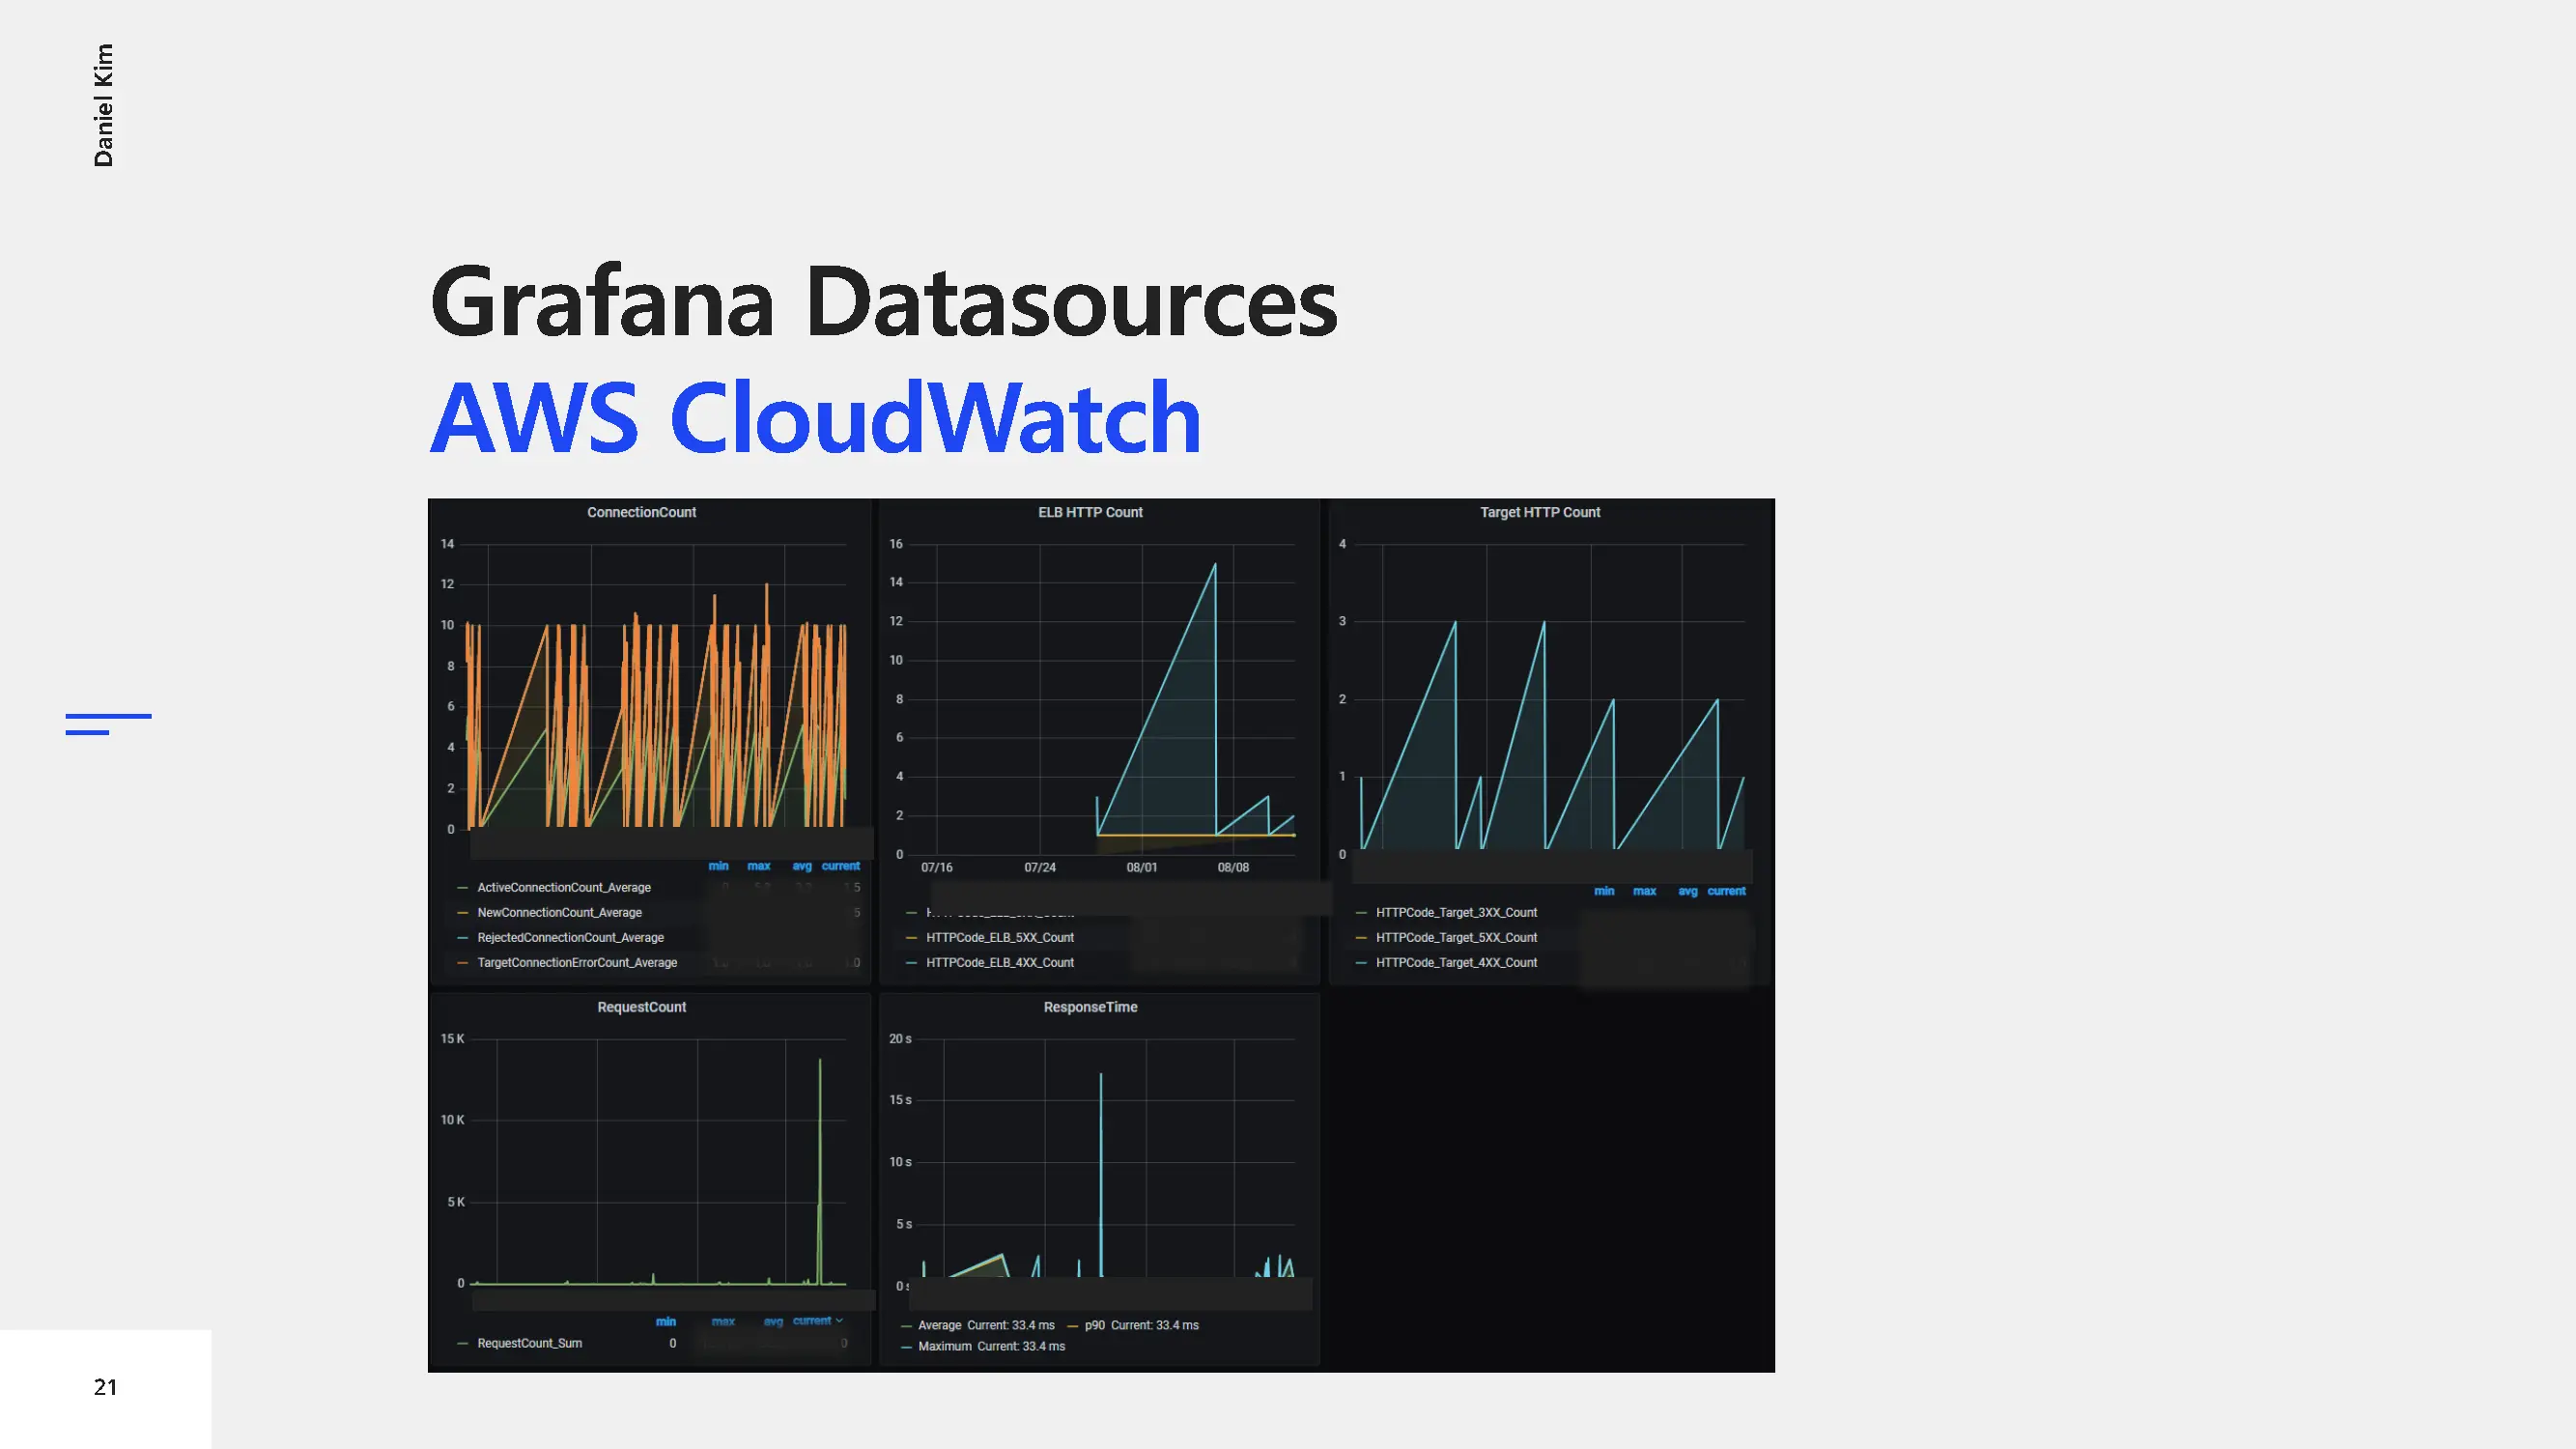 Daniel Kim
Grafana Datasources
AWS CloudWatch
ConnectionCount
14
12
10
8
6
4
2
0
min max avg current
ActiveConnectionCount_Average
NewConnectionCount_Average
RejectedConnectionCount_Average
TargetConnectionErrorCount_Average
ELB HTTP Count
16
14
12
10
8
6
4
2
0
07/16 07/24 08/01 08/08
HTTPCode_ELB_5XX_Count
HTTPCode_ELB_4XX_Count
Target HTTP Count
4
3
2
1
0
min max avg current
HTTPCode_Target_3XX_Count
HTTPCode_Target_5XX_Count
HTTPCode_Target_4XX_Count
RequestCount
15 K
10 K
5 K
0
min max avg current
RequestCount_Sum 0 0
ResponseTime
20 s
15 s
10 s
5 s
0 s
Average Current: 33.4 ms p90 Current: 33.4 ms
Maximum Current: 33.4 ms
21